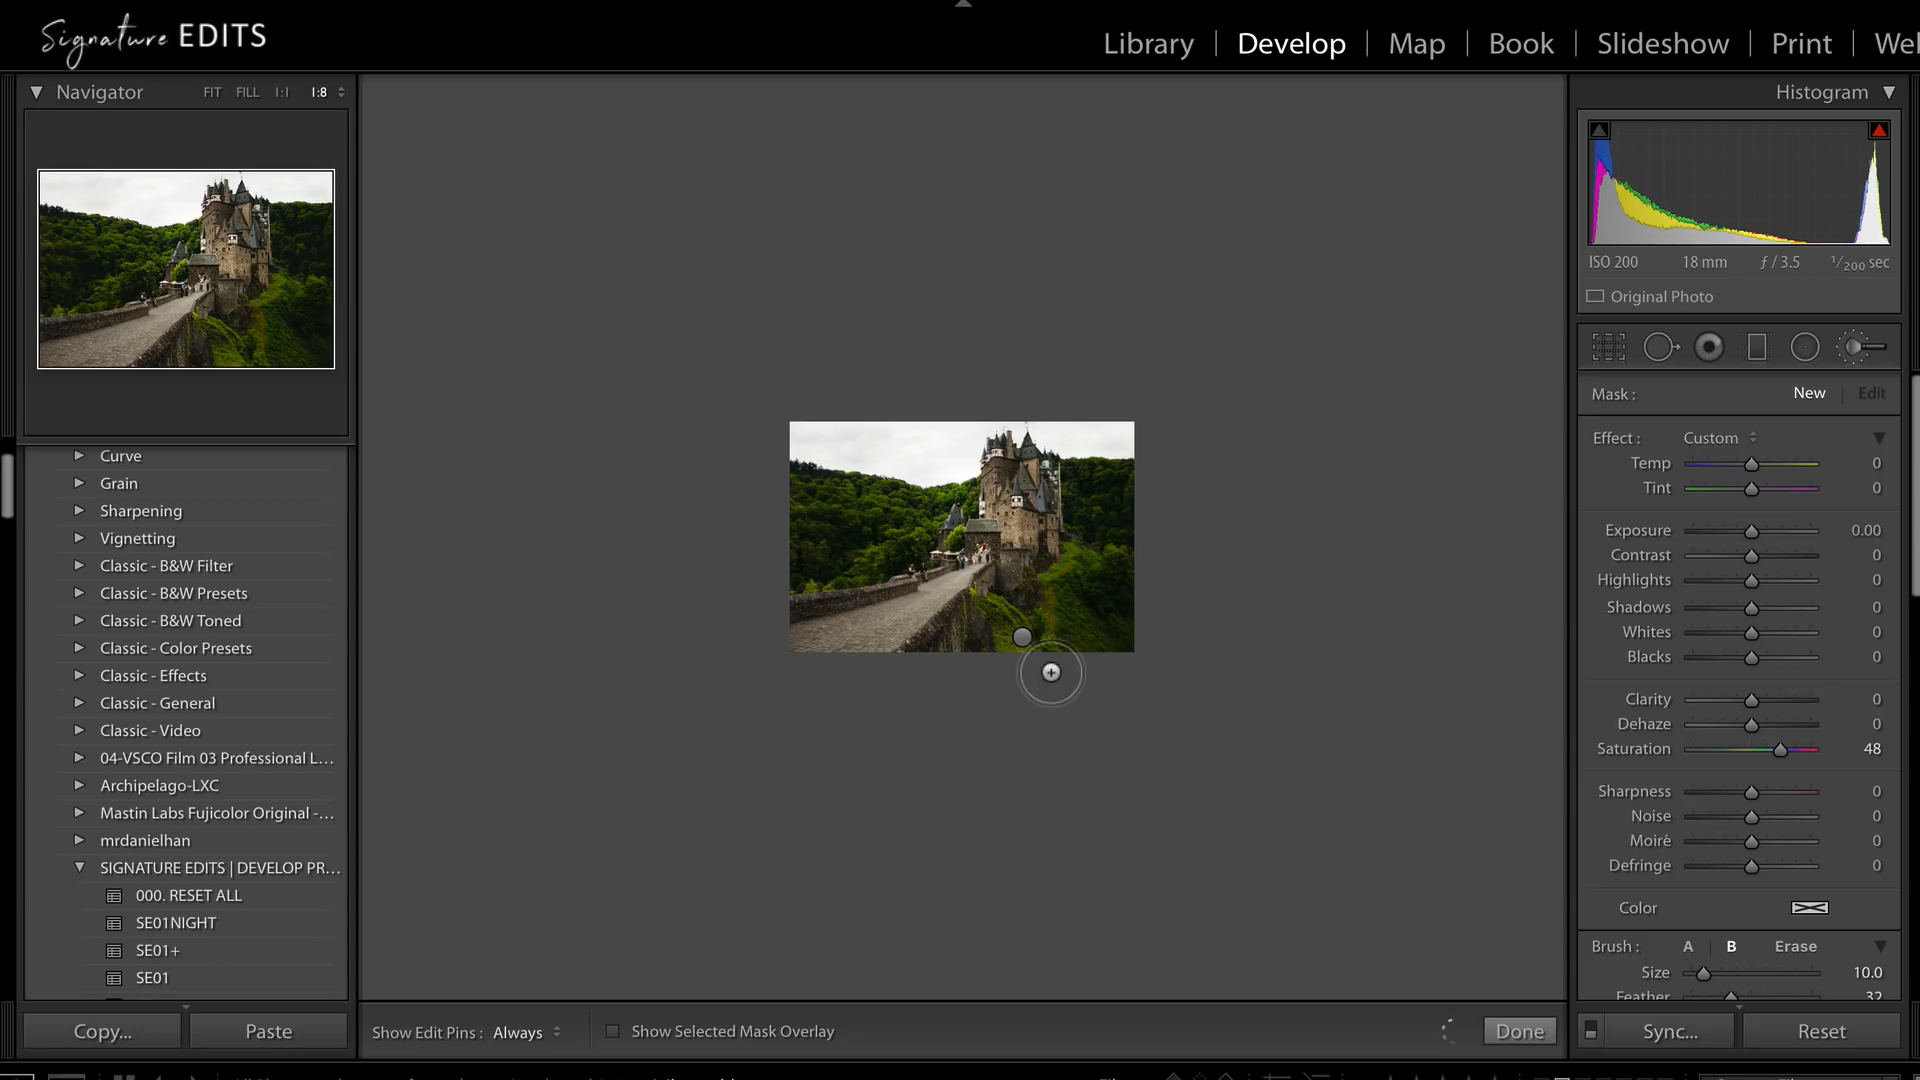 Signature EDITS
Library | Develop | Map | Book | Slideshow | Print |
Navigator FIT FILL 1:1 1:8
Histogram
ISO 200 18 mm ƒ / 3.5 1/200 sec
Original Photo
Mask : New | Edit
Effect : Custom
Temp 0
Tint 0
Exposure 0.00
Contrast 0
Highlights 0
Shadows 0
Whites 0
Blacks 0
Clarity 0
Dehaze 0
Saturation 48
Sharpness 0
Noise 0
Moiré 0
Defringe 0
Color
Brush : A | B Erase
Size 10.0
Feather 32
Curve
Grain
Sharpening
Vignetting
Classic - B&W Filter
Classic - B&W Presets
Classic - B&W Toned
Classic - Color Presets
Classic - Effects
Classic - General
Classic - Video
04-VSCO Film 03 Professional L...
Archipelago-LXC
Mastin Labs Fujicolor Original -...
mrdanielhan
SIGNATURE EDITS | DEVELOP PR...
000. RESET ALL
SE01NIGHT
SE01+
SE01
Copy... Paste
Show Edit Pins : Always Show Selected Mask Overlay Done
Sync... Reset